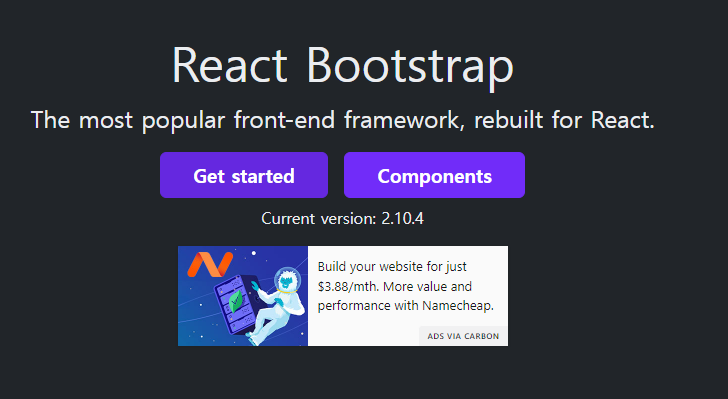 React Bootstrap
The most popular front-end framework, rebuilt for React.
Get started
Components
Current version: 2.10.4
Build your website for just
$3.88/mth. More value and
performance with Namecheap.
ADS VIA CARBON